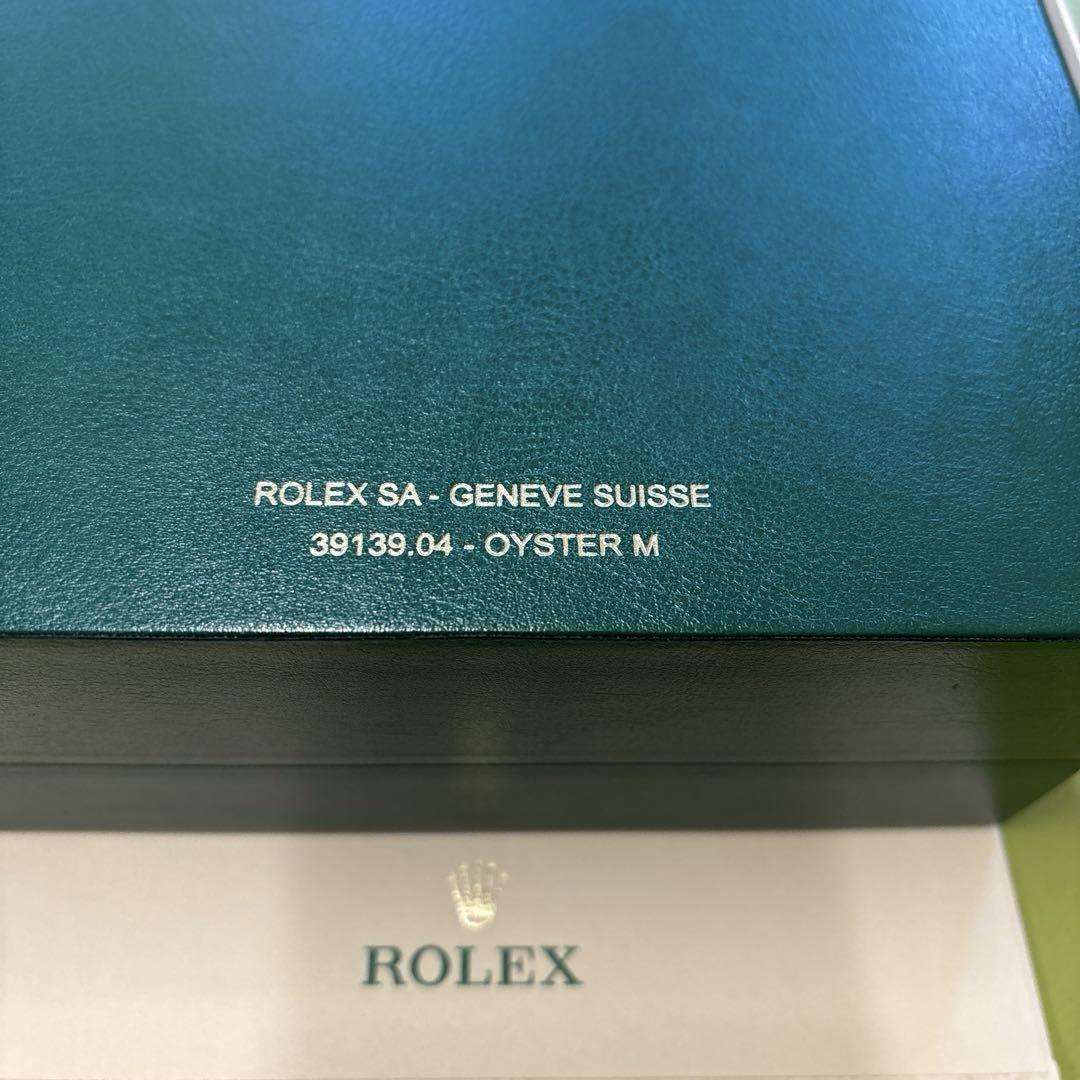 ROLEX SA - GENEVE SUISSE
39139.04 - OYSTER M
ROLEX